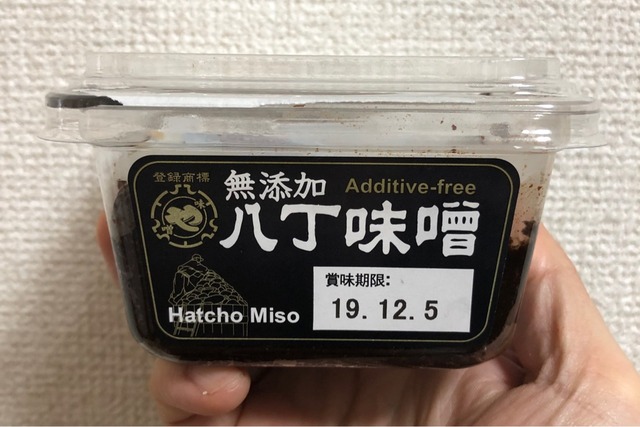 登録商標
無添加 Additive-free
八丁味噌
Hatcho Miso
賞味期限:
19.12.5